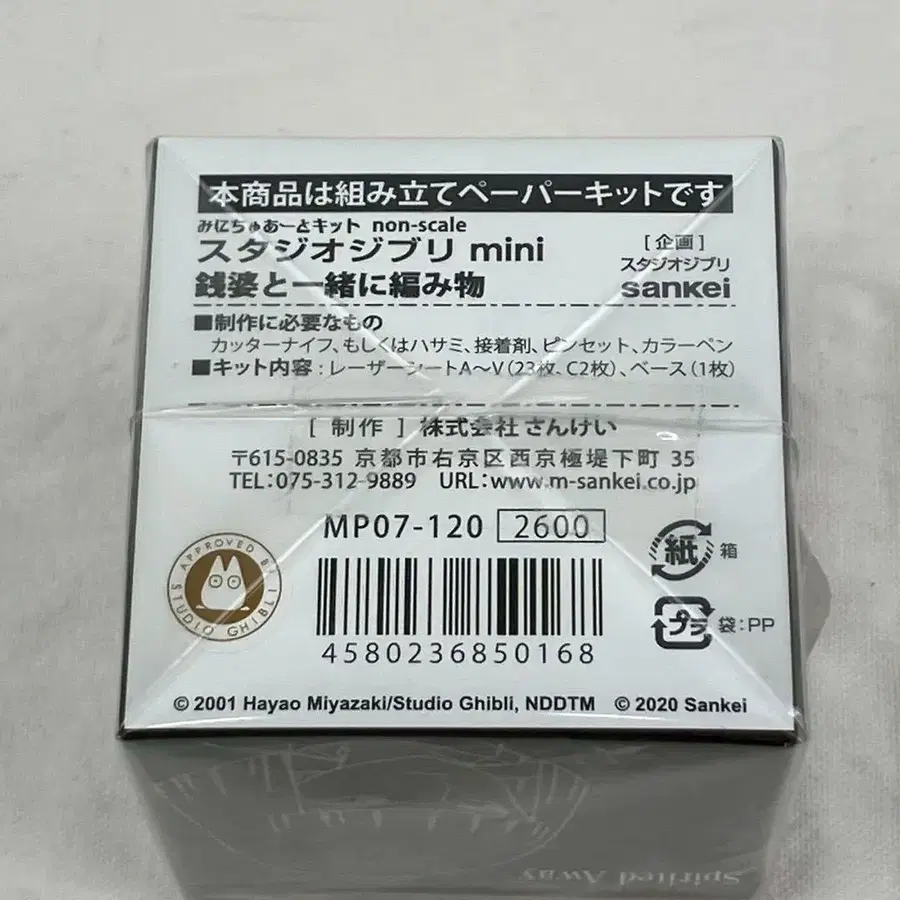 本商品は組み立てペーパーキットです
みにちゅあーとキット non-scale
スタジオジブリ mini
銭婆と一緒に編み物
[ 企画 ]
スタジオジブリ
sankei
■制作に必要なもの
カッターナイフ、もしくはハサミ、接着剤、ピンセット、カラーペン
■キット内容:レーザーシートA〜V(23枚、C2枚)、ベース(1枚)
[ 制作 ] 株式会社 さんけい
〒615-0835 京都市右京区西京極堤下町 35
TEL:075-312-9889 URL:www.m-sankei.co.jp
MP07-120 2600
紙 箱
プラ 袋:PP
APPROVED BY
STUDIO GHIBLI
4580236850168
© 2001 Hayao Miyazaki/Studio Ghibli, NDDTM © 2020 Sankei
Spirited Away